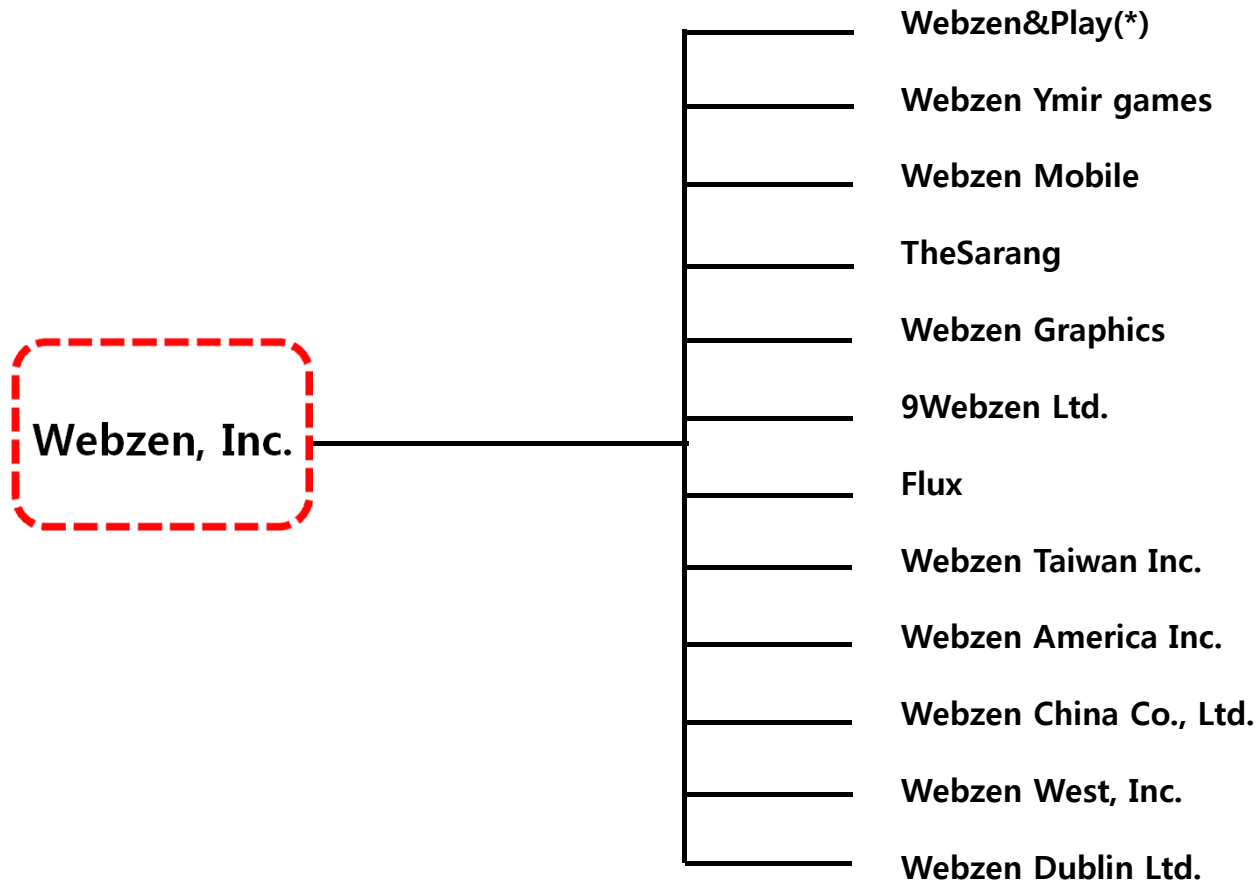 Webzen&Play(*)
Webzen Ymir games
Webzen Mobile
TheSarang
Webzen Graphics
9Webzen Ltd.
Webzen, Inc.
Flux
Webzen Taiwan Inc.
Webzen America Inc.
Webzen China Co., Ltd.
Webzen West, Inc.
Webzen Dublin Ltd.